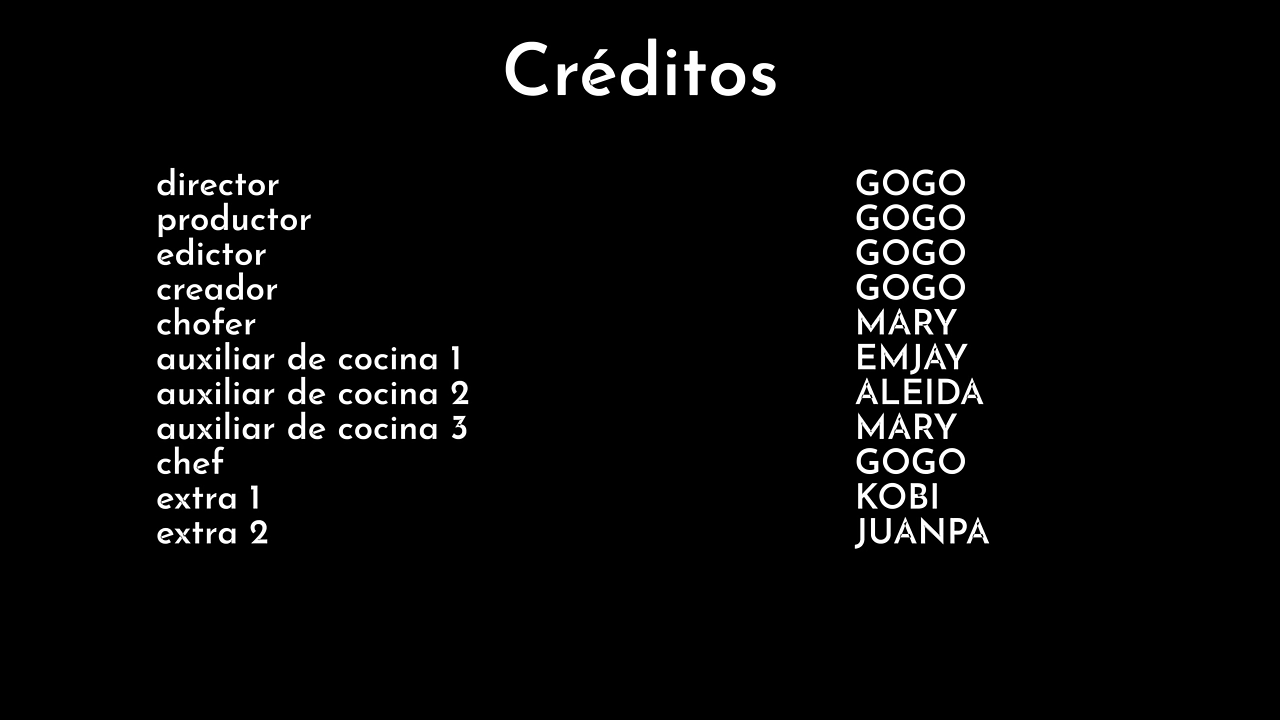 Créditos
director GOGO
productor GOGO
edictor GOGO
creador GOGO
chofer MARY
auxiliar de cocina 1 EMJAY
auxiliar de cocina 2 ALEIDA
auxiliar de cocina 3 MARY
chef GOGO
extra 1 KOBI
extra 2 JUANPA